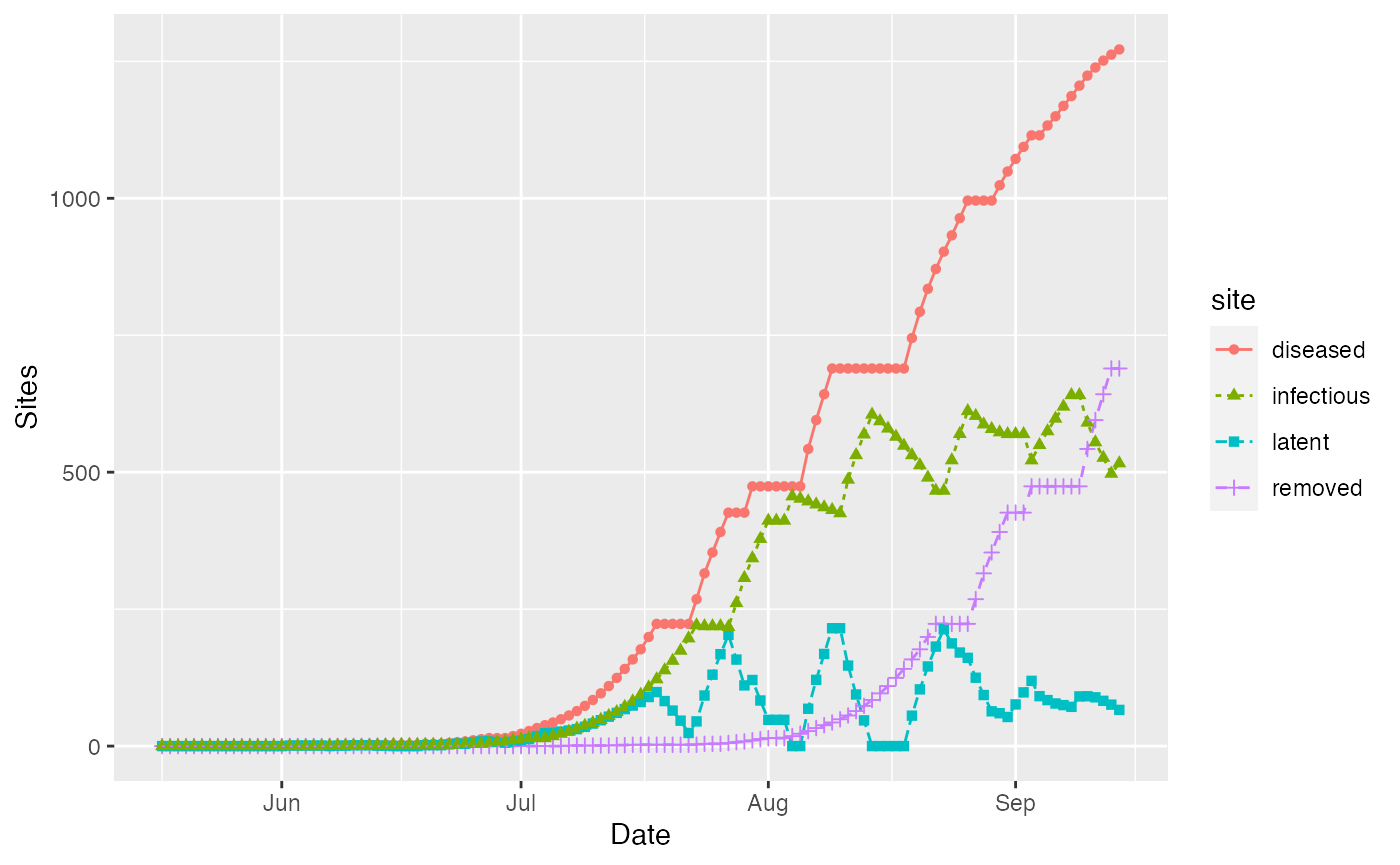 Sites
1000
500
0
Jun Jul Aug Sep
Date
site
diseased
infectious
latent
removed